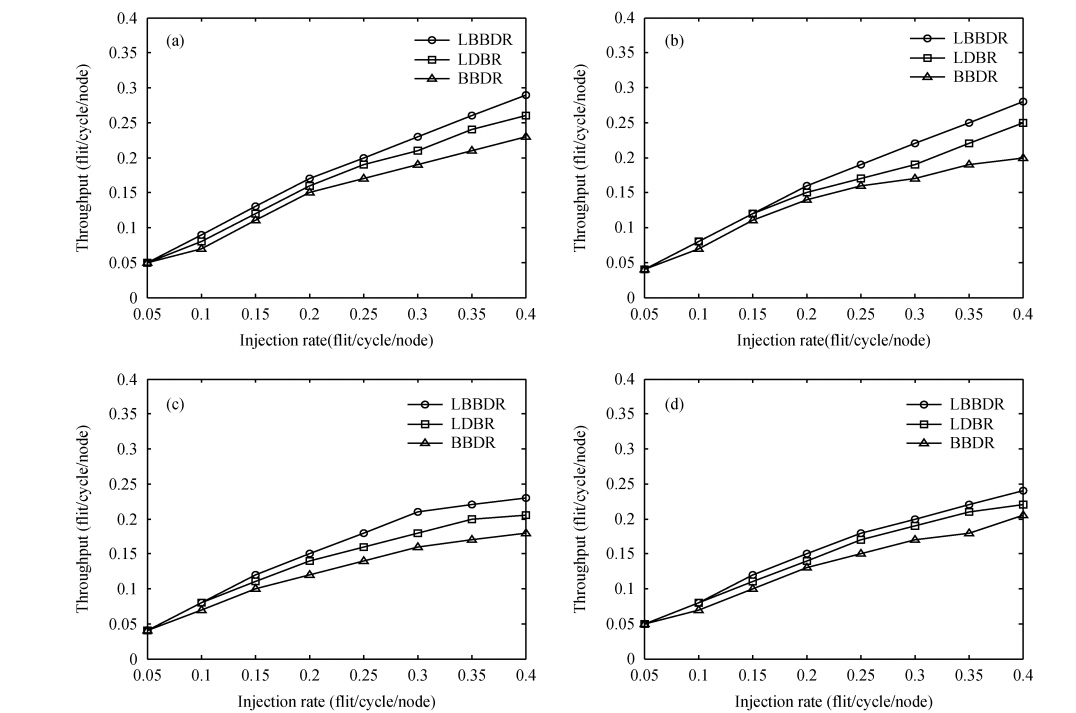 (a)
LBBDR
LDBR
BBDR
0.4
0.35
0.3
0.25
0.2
0.15
0.1
0.05
0
Throughput (flit/cycle/node)
0.05 0.1 0.15 0.2 0.25 0.3 0.35 0.4
Injection rate(flit/cycle/node)
(b)
LBBDR
LDBR
BBDR
0.4
0.35
0.3
0.25
0.2
0.15
0.1
0.05
0
Throughput (flit/cycle/node)
0.05 0.1 0.15 0.2 0.25 0.3 0.35 0.4
Injection rate(flit/cycle/node)
(c)
LBBDR
LDBR
BBDR
0.4
0.35
0.3
0.25
0.2
0.15
0.1
0.05
0
Throughput (flit/cycle/node)
0.05 0.1 0.15 0.2 0.25 0.3 0.35 0.4
Injection rate (flit/cycle/node)
(d)
LBBDR
LDBR
BBDR
0.4
0.35
0.3
0.25
0.2
0.15
0.1
0.05
0
Throughput (flit/cycle/node)
0.05 0.1 0.15 0.2 0.25 0.3 0.35 0.4
Injection rate (flit/cycle/node)